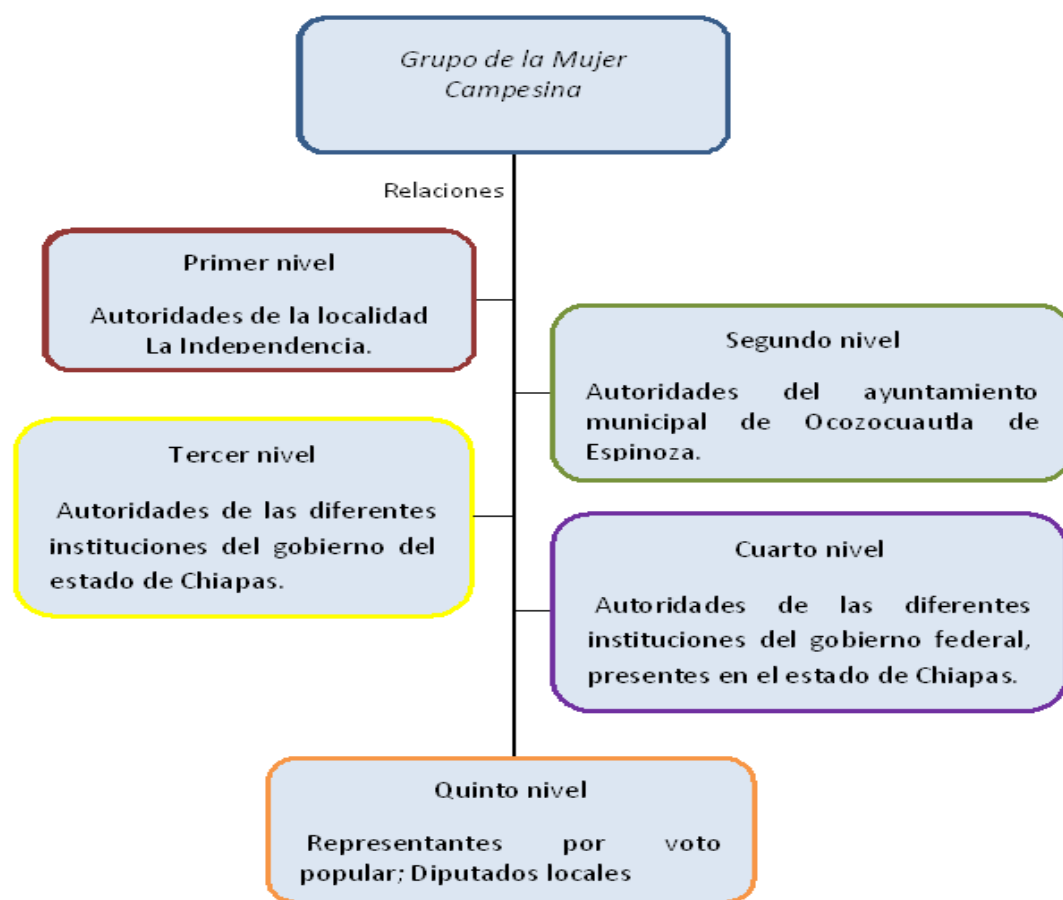 Grupo de la Mujer
Campesina
Relaciones
Primer nivel
Autoridades de la localidad
La Independencia.
Segundo nivel
Autoridades del ayuntamiento
municipal de Ocozocuautla de
Espinoza.
Tercer nivel
Autoridades de las diferentes
instituciones del gobierno del
estado de Chiapas.
Cuarto nivel
Autoridades de las diferentes
instituciones del gobierno federal,
presentes en el estado de Chiapas.
Quinto nivel
Representantes por voto
popular; Diputados locales